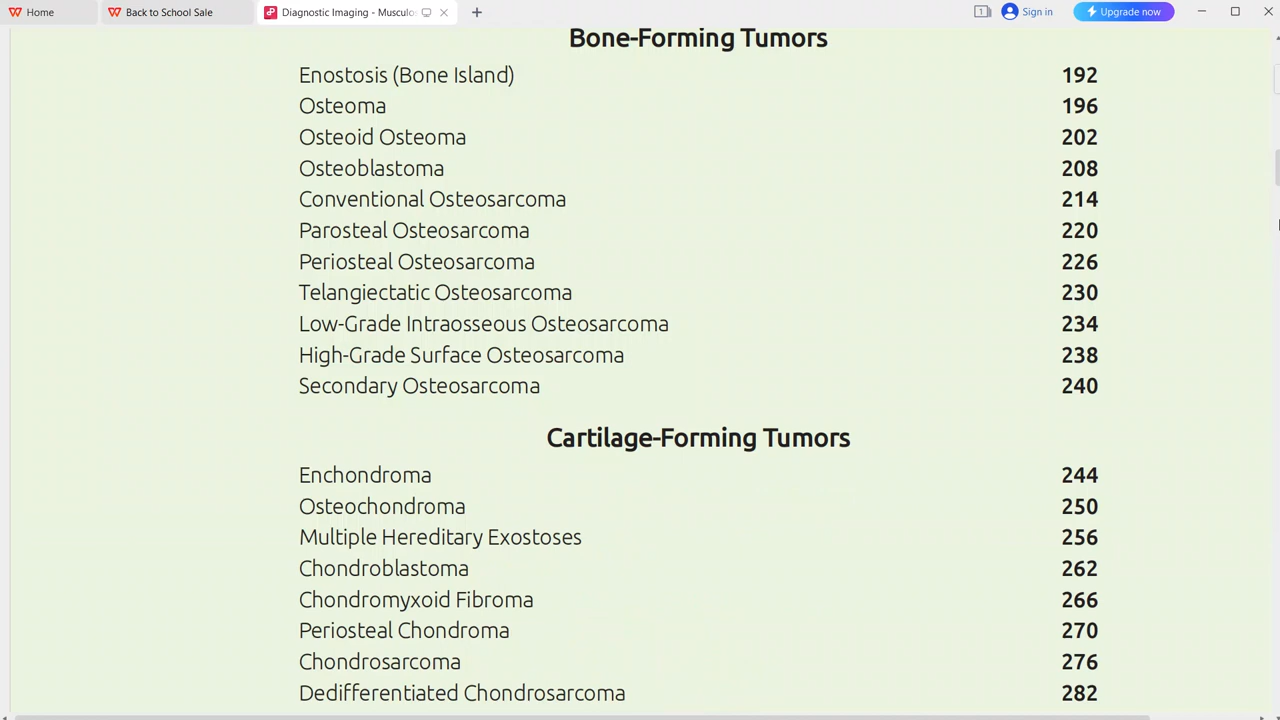 Home Back to School Sale Diagnostic Imaging - Musculos 1 Sign in Upgrade now
Bone-Forming Tumors
Enostosis (Bone Island) 192
Osteoma 196
Osteoid Osteoma 202
Osteoblastoma 208
Conventional Osteosarcoma 214
Parosteal Osteosarcoma 220
Periosteal Osteosarcoma 226
Telangiectatic Osteosarcoma 230
Low-Grade Intraosseous Osteosarcoma 234
High-Grade Surface Osteosarcoma 238
Secondary Osteosarcoma 240
Cartilage-Forming Tumors
Enchondroma 244
Osteochondroma 250
Multiple Hereditary Exostoses 256
Chondroblastoma 262
Chondromyxoid Fibroma 266
Periosteal Chondroma 270
Chondrosarcoma 276
Dedifferentiated Chondrosarcoma 282